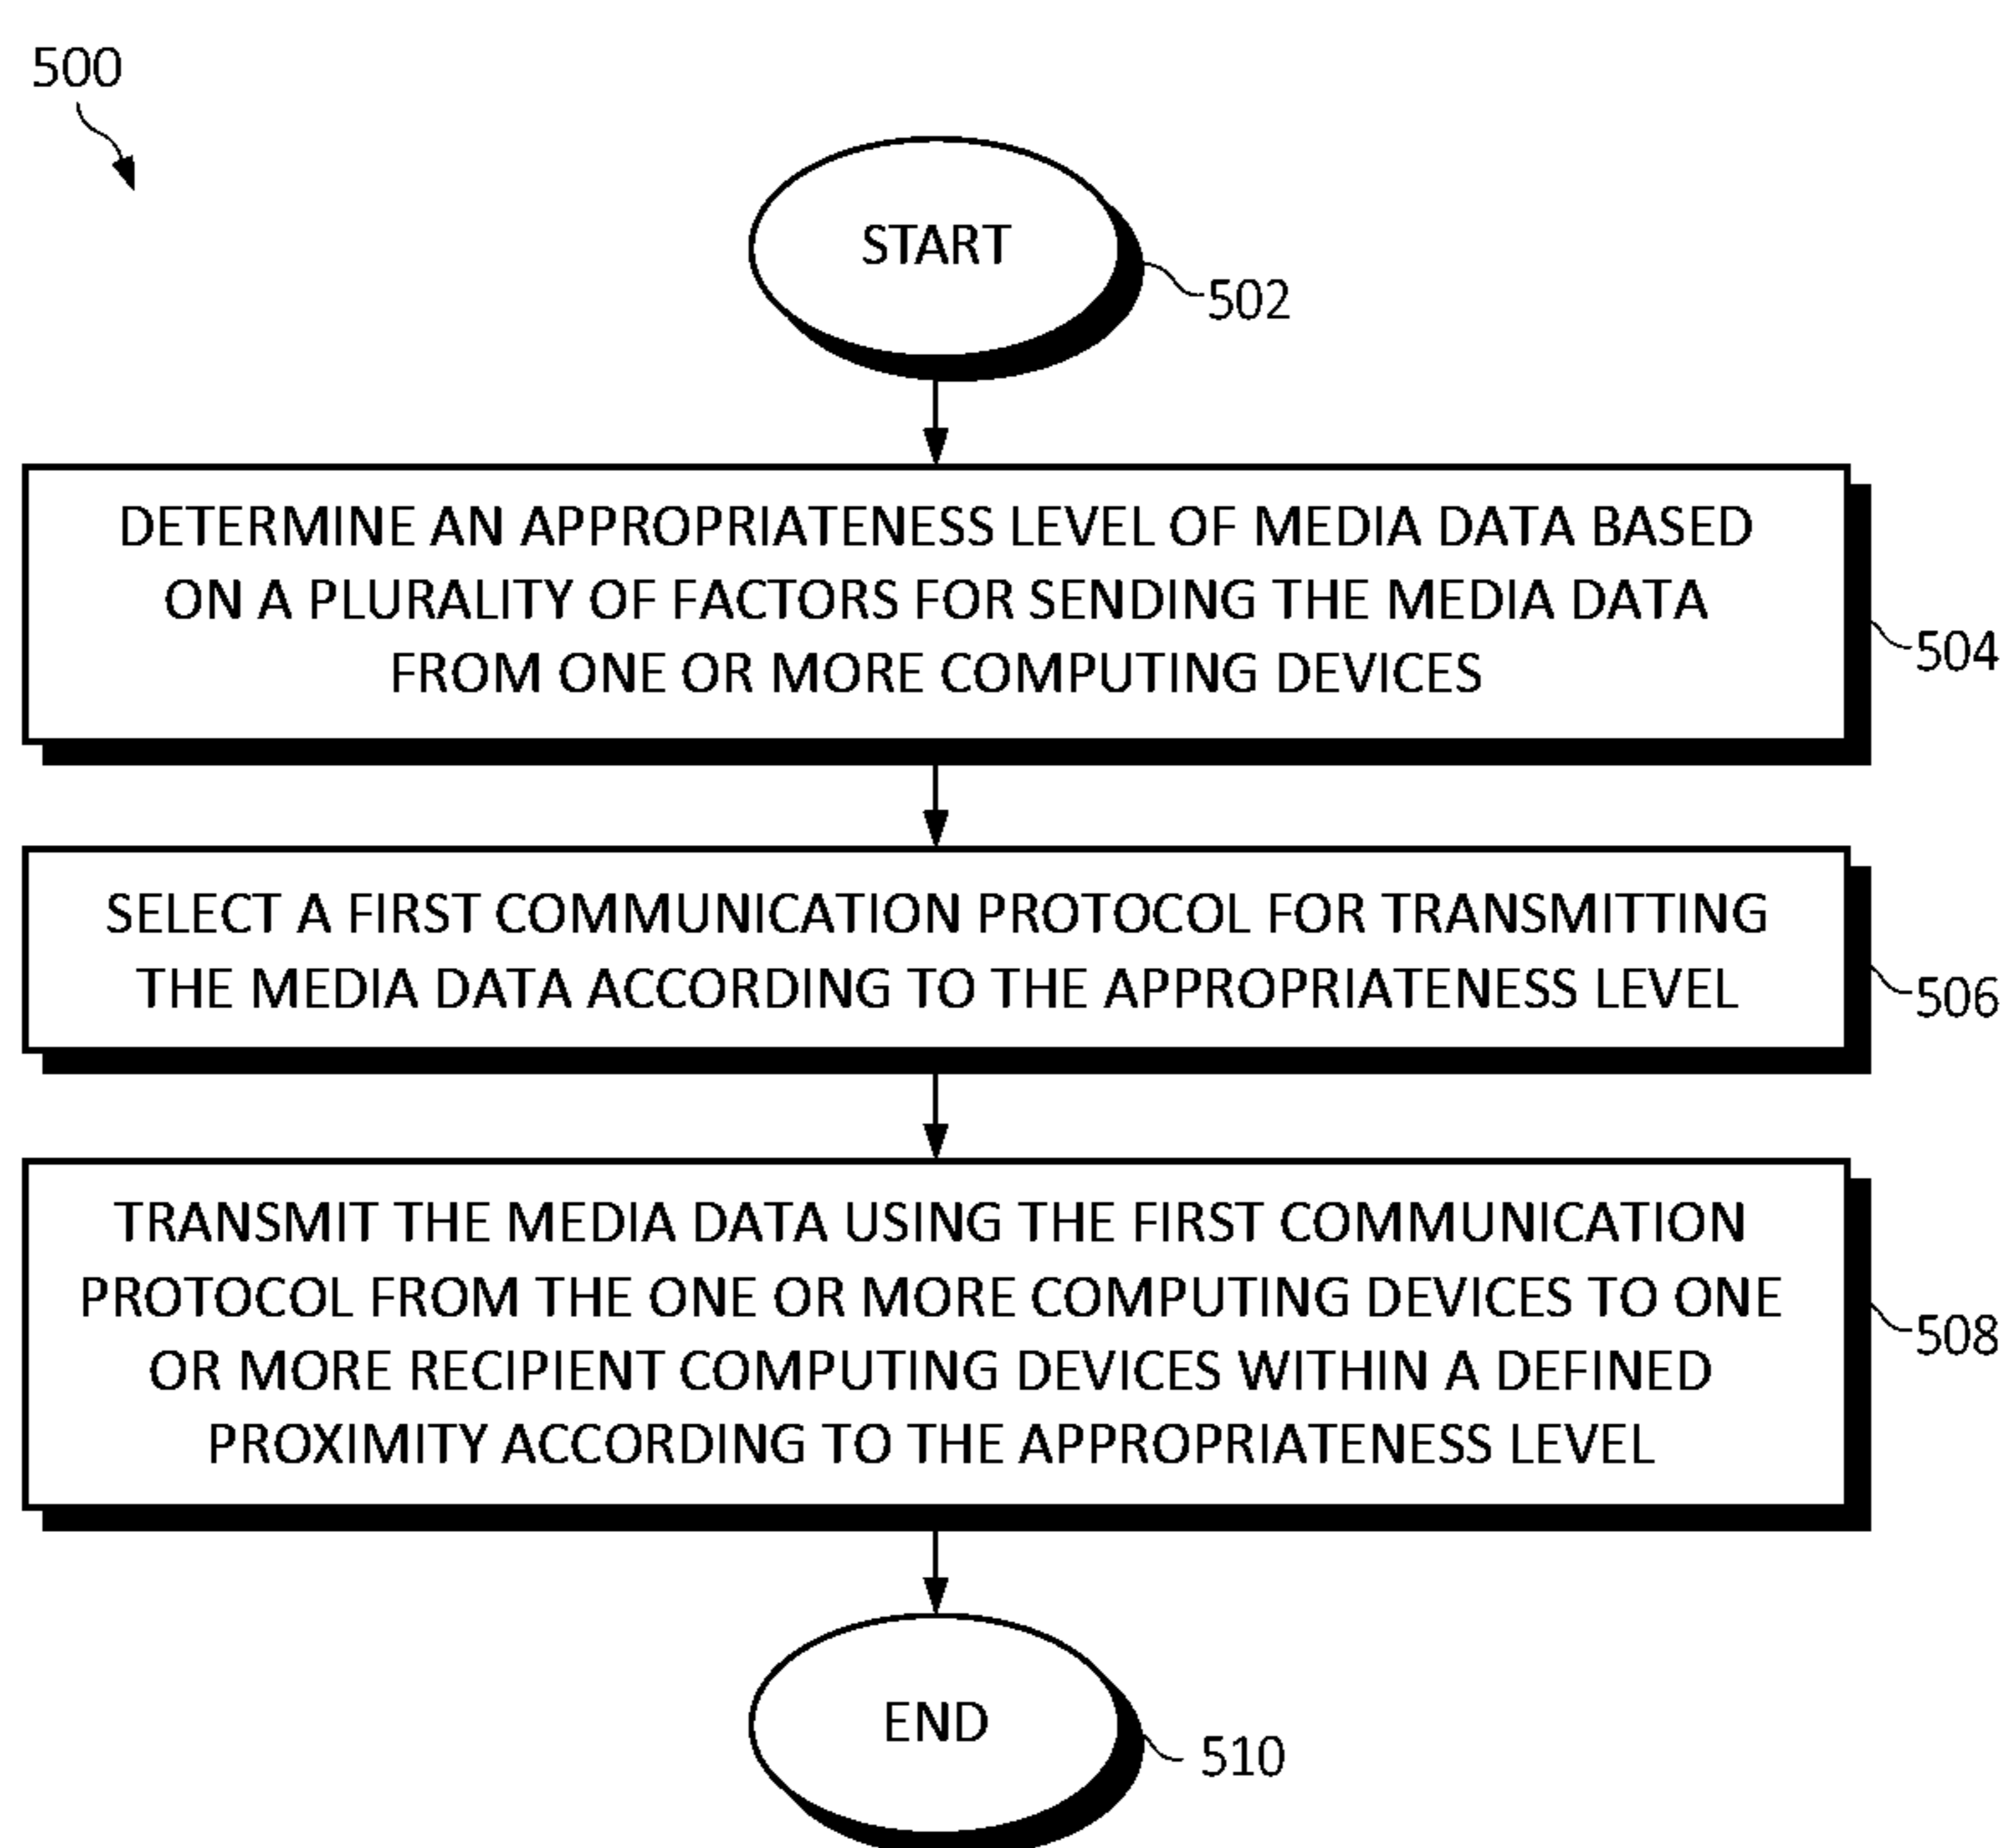 500
START
502
DETERMINE AN APPROPRIATENESS LEVEL OF MEDIA DATA BASED
ON A PLURALITY OF FACTORS FOR SENDING THE MEDIA DATA
FROM ONE OR MORE COMPUTING DEVICES
504
SELECT A FIRST COMMUNICATION PROTOCOL FOR TRANSMITTING
THE MEDIA DATA ACCORDING TO THE APPROPRIATENESS LEVEL
506
TRANSMIT THE MEDIA DATA USING THE FIRST COMMUNICATION
PROTOCOL FROM THE ONE OR MORE COMPUTING DEVICES TO ONE
OR MORE RECIPIENT COMPUTING DEVICES WITHIN A DEFINED
PROXIMITY ACCORDING TO THE APPROPRIATENESS LEVEL
508
END
510